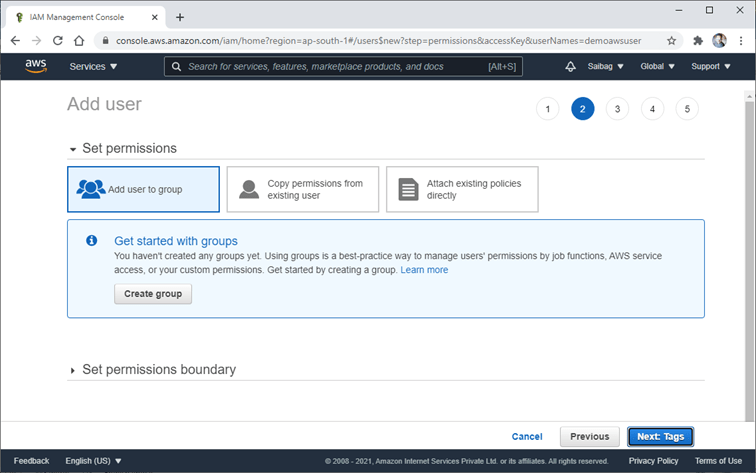 IAM Management Console
console.aws.amazon.com/iam/home?region=ap-south-1#/users$new?step=permissions&accessKey&userNames=demoawsuser
aws Services Search for services, features, marketplace products, and docs [Alt+S] Saibag Global Support
Add user 1 2 3 4 5
Set permissions
Add user to group
Copy permissions from
existing user
Attach existing policies
directly
Get started with groups
You haven't created any groups yet. Using groups is a best-practice way to manage users' permissions by job functions, AWS service
access, or your custom permissions. Get started by creating a group. Learn more
Create group
Set permissions boundary
Cancel Previous Next: Tags
Feedback English (US) © 2008 - 2021, Amazon Internet Services Private Ltd. or its affiliates. All rights reserved. Privacy Policy Terms of Use